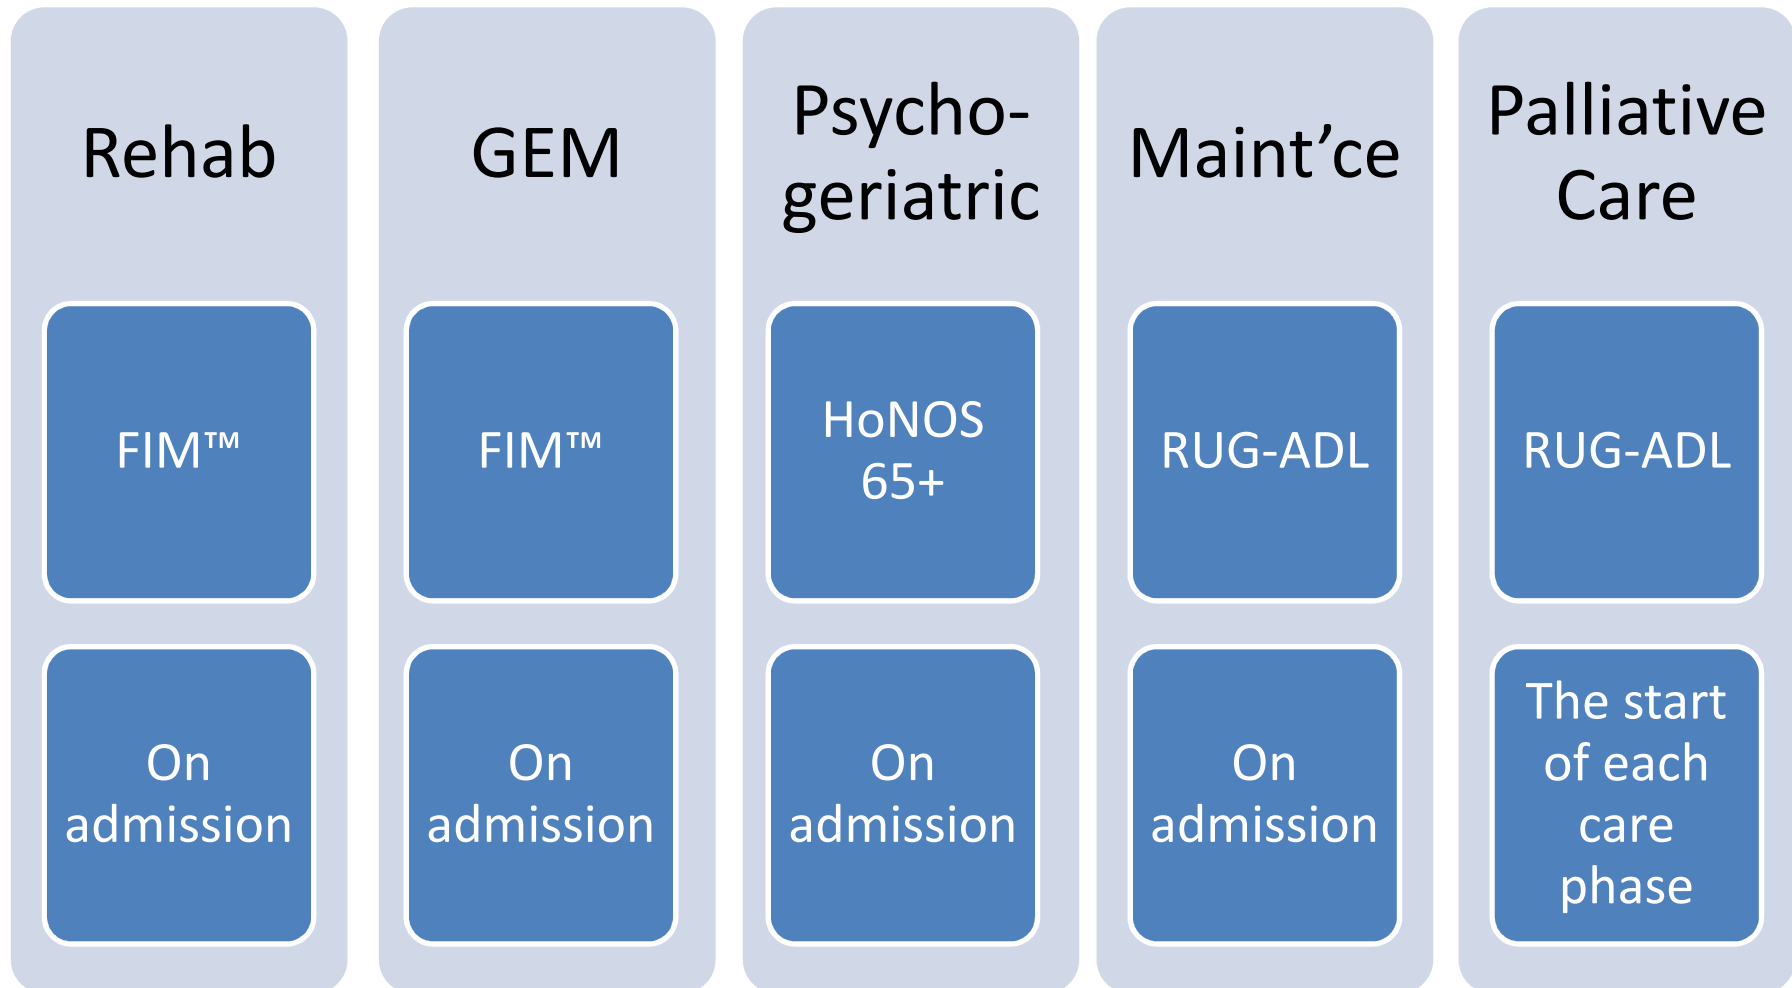 Rehab
FIM™
On
admission
GEM
FIM™
On
admission
Psycho-
geriatric
HoNOS
65+
On
admission
Maint’ce
RUG-ADL
On
admission
Palliative
Care
RUG-ADL
The start
of each
care
phase